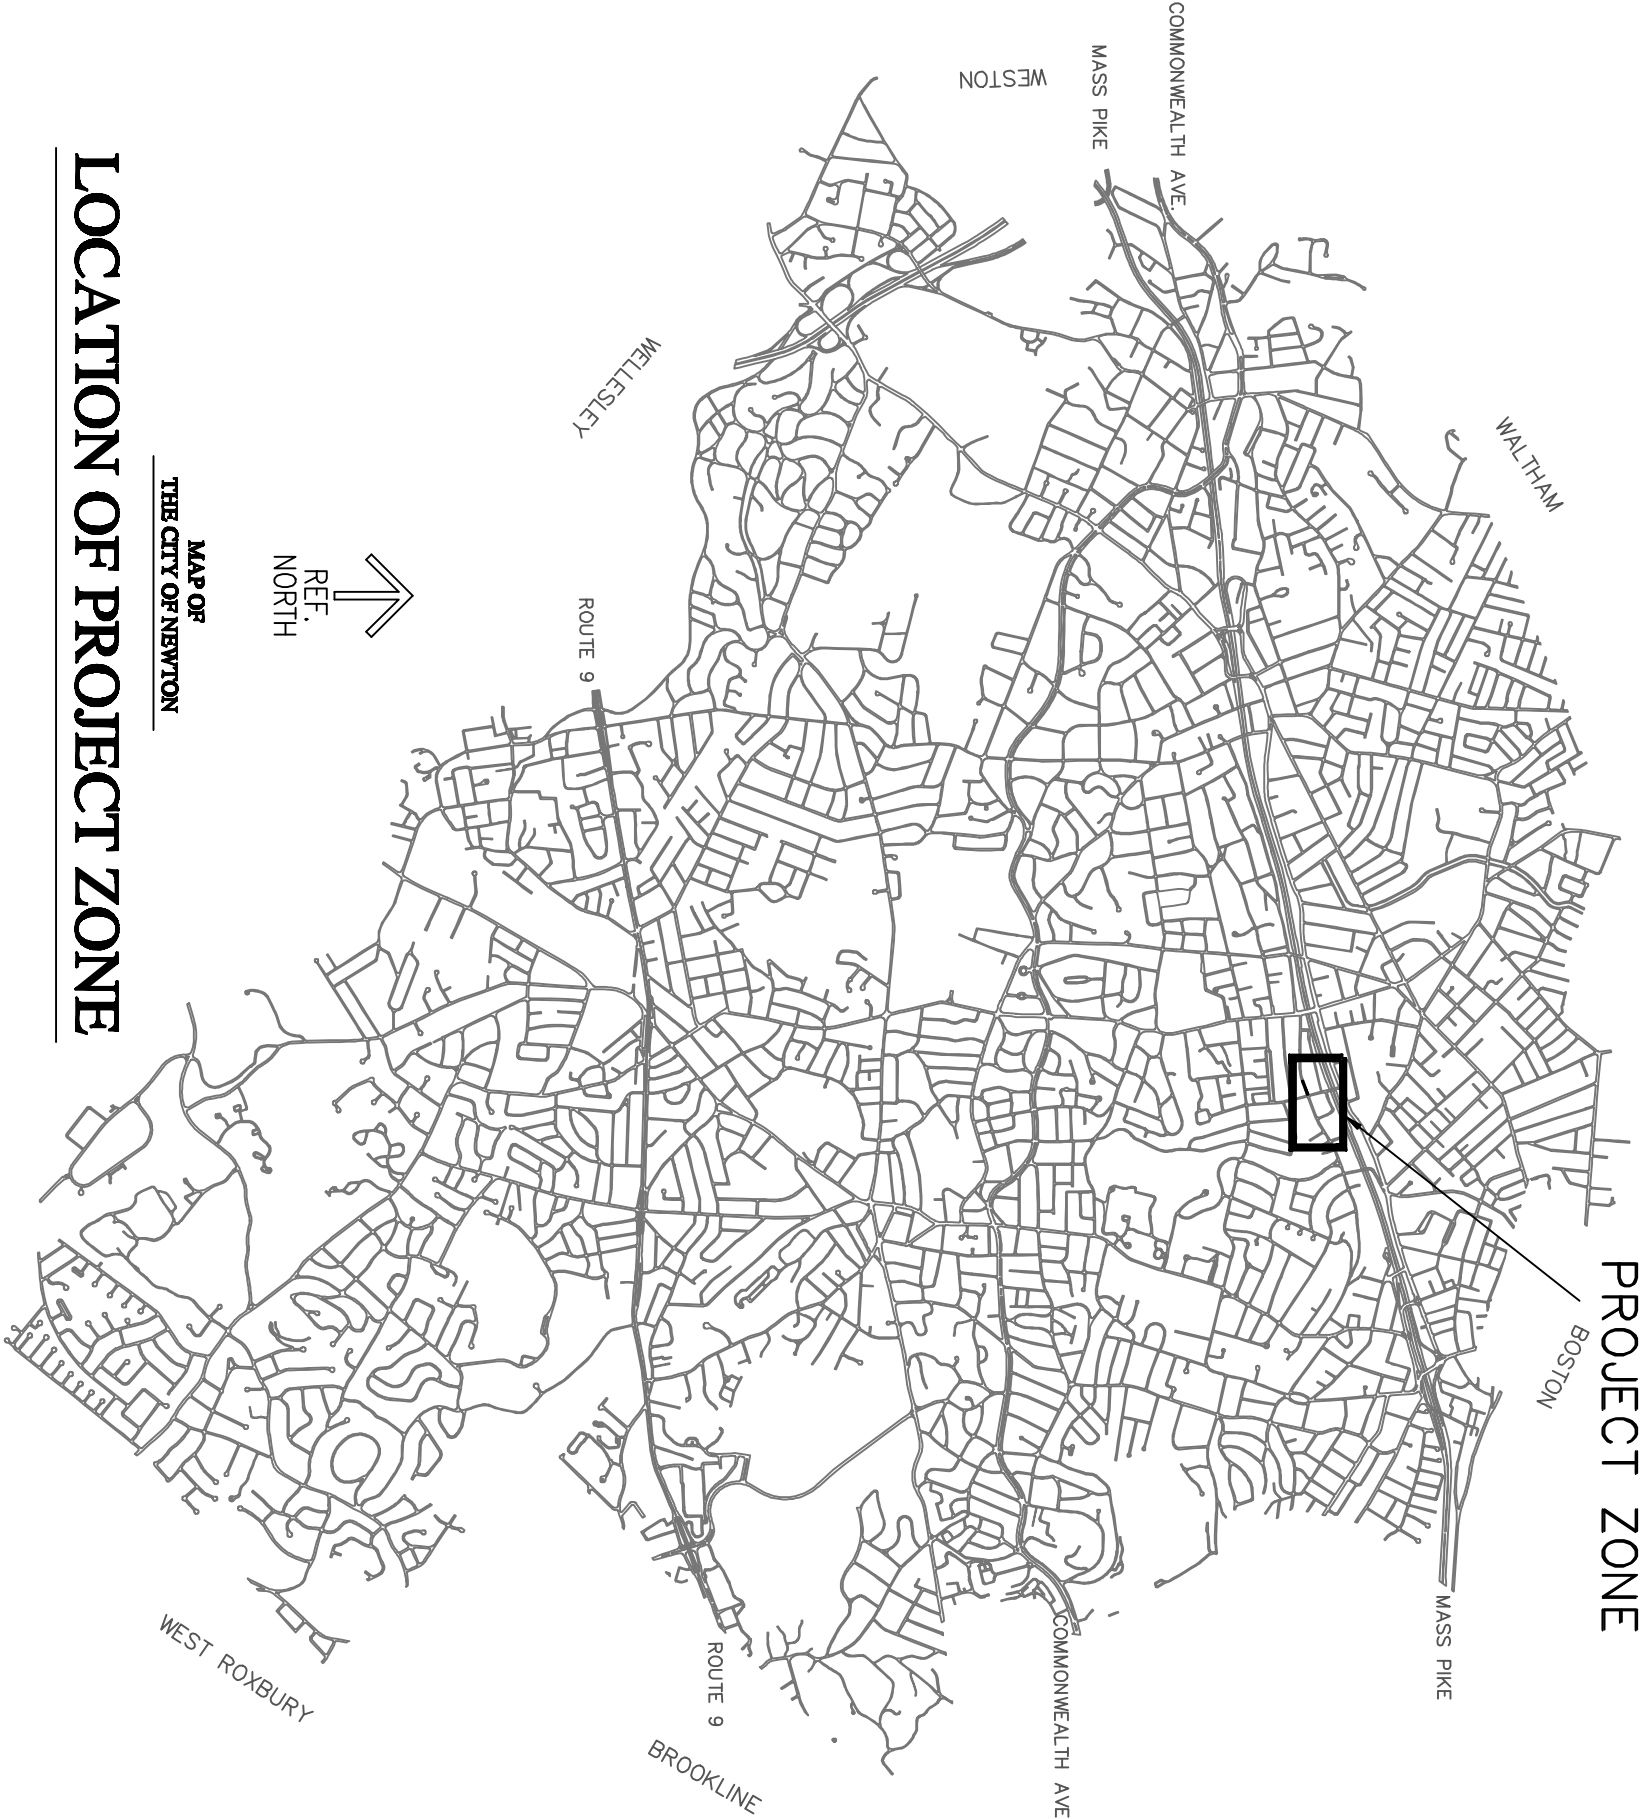 COMMONWEALTH AVE.
MASS PIKE
WESTON
WALTHAM
WELLESLEY
ROUTE 9
BOSTON
PROJECT ZONE
MASS PIKE
COMMONWEALTH AVE
ROUTE 9
BROOKLINE
WEST ROXBURY
REF.
NORTH
MAP OF
THE CITY OF NEWTON
LOCATION OF PROJECT ZONE